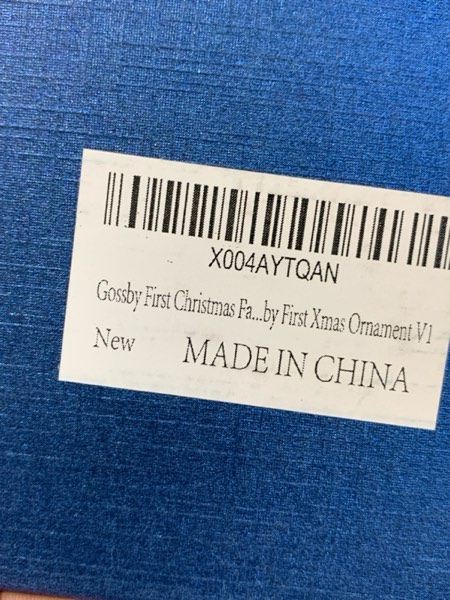 X004AYTQAN
Gossby First Christmas Fa...by First Xmas Ornament V1
New MADE IN CHINA